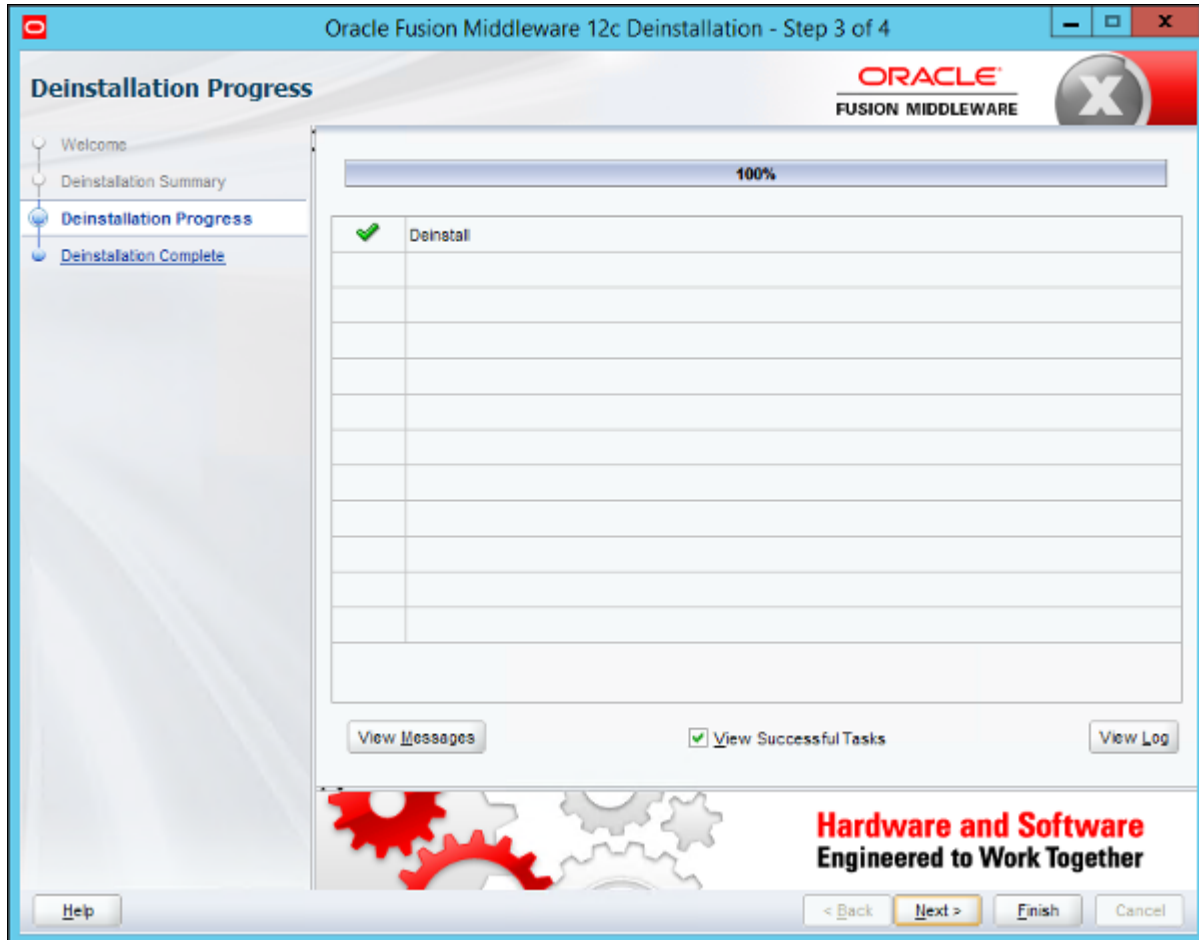 Oracle Fusion Middleware 12c Deinstallation - Step 3 of 4
Deinstallation Progress
ORACLE
FUSION MIDDLEWARE
Welcome
Deinstallation Summary
Deinstallation Progress
Deinstallation Complete
100%
Deinstall
View Messages
View Successful Tasks
View Log
Hardware and Software
Engineered to Work Together
Help
< Back
Next >
Finish
Cancel